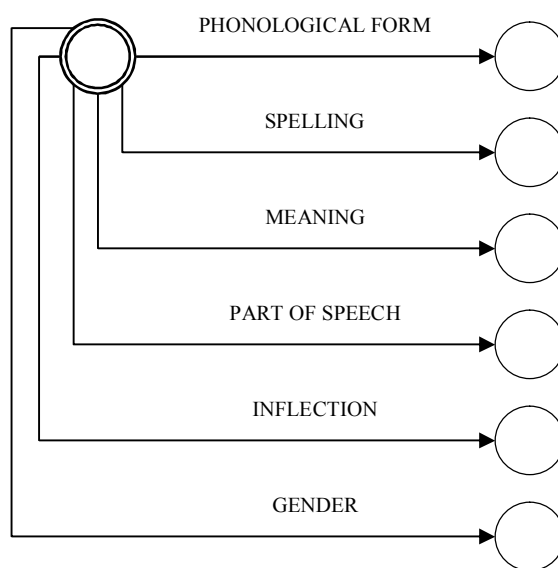 PHONOLOGICAL FORM
SPELLING
MEANING
PART OF SPEECH
INFLECTION
GENDER